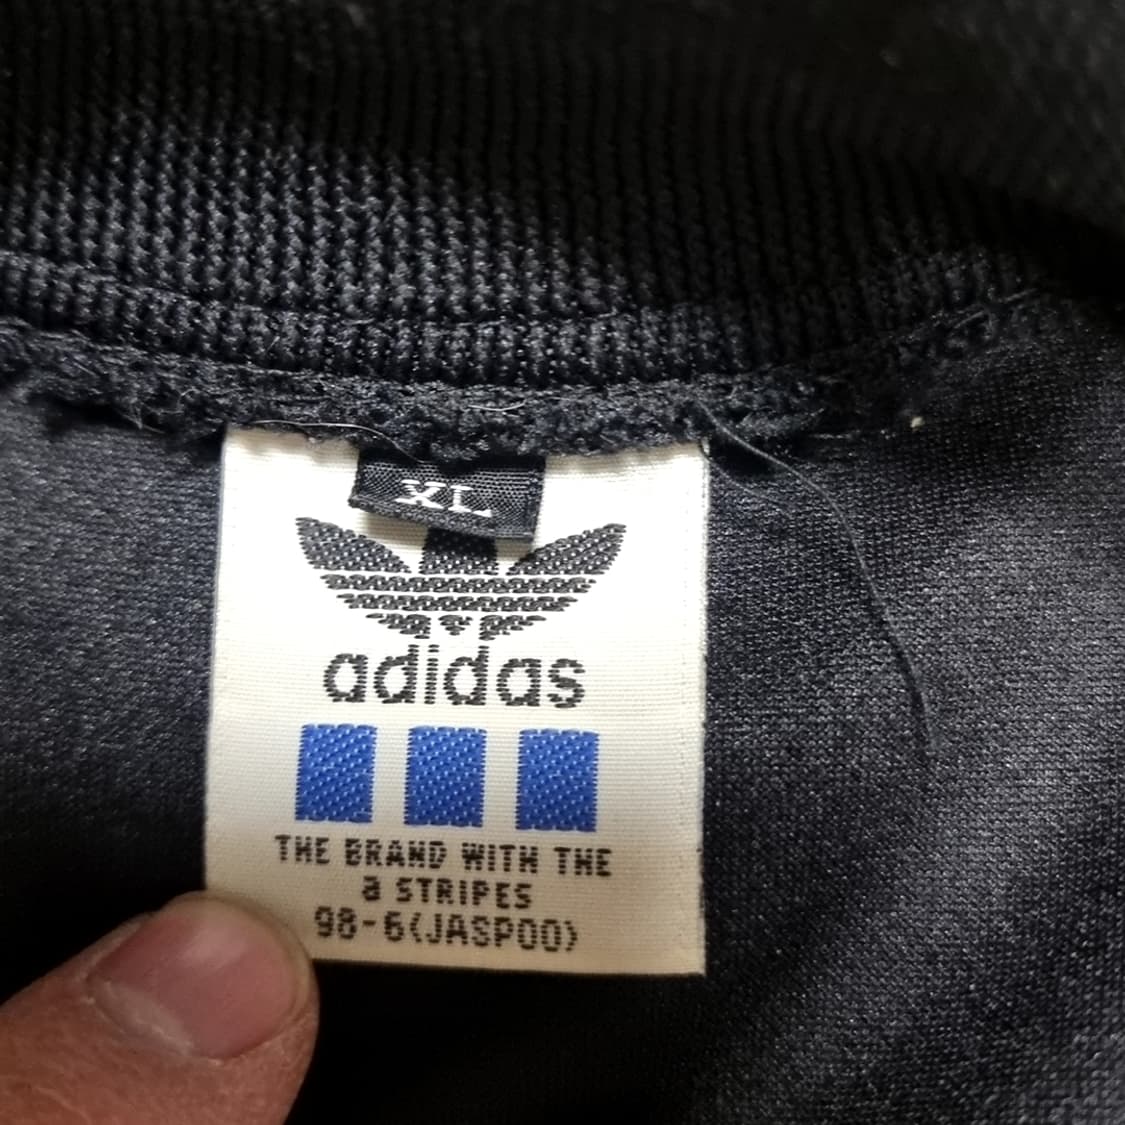 XL
adidas
THE BRAND WITH THE
3 STRIPES
98-6(JASPOO)